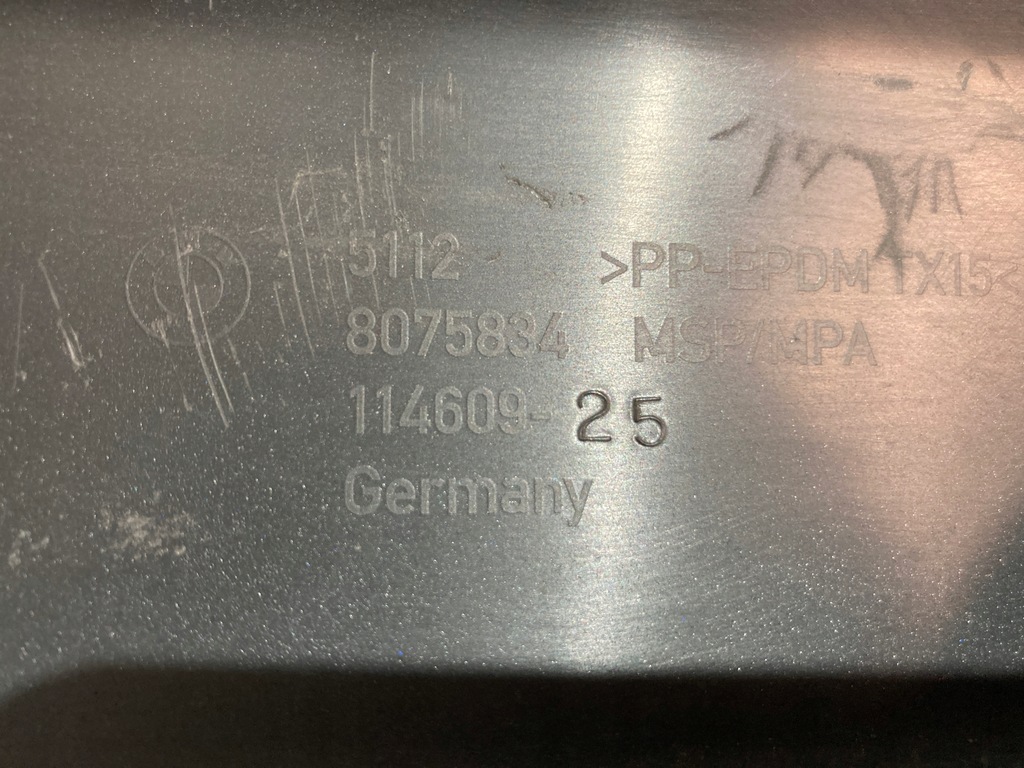 5112 >PP-EPDM TX15<
8075834 MSP/MPA
114609-25
Germany